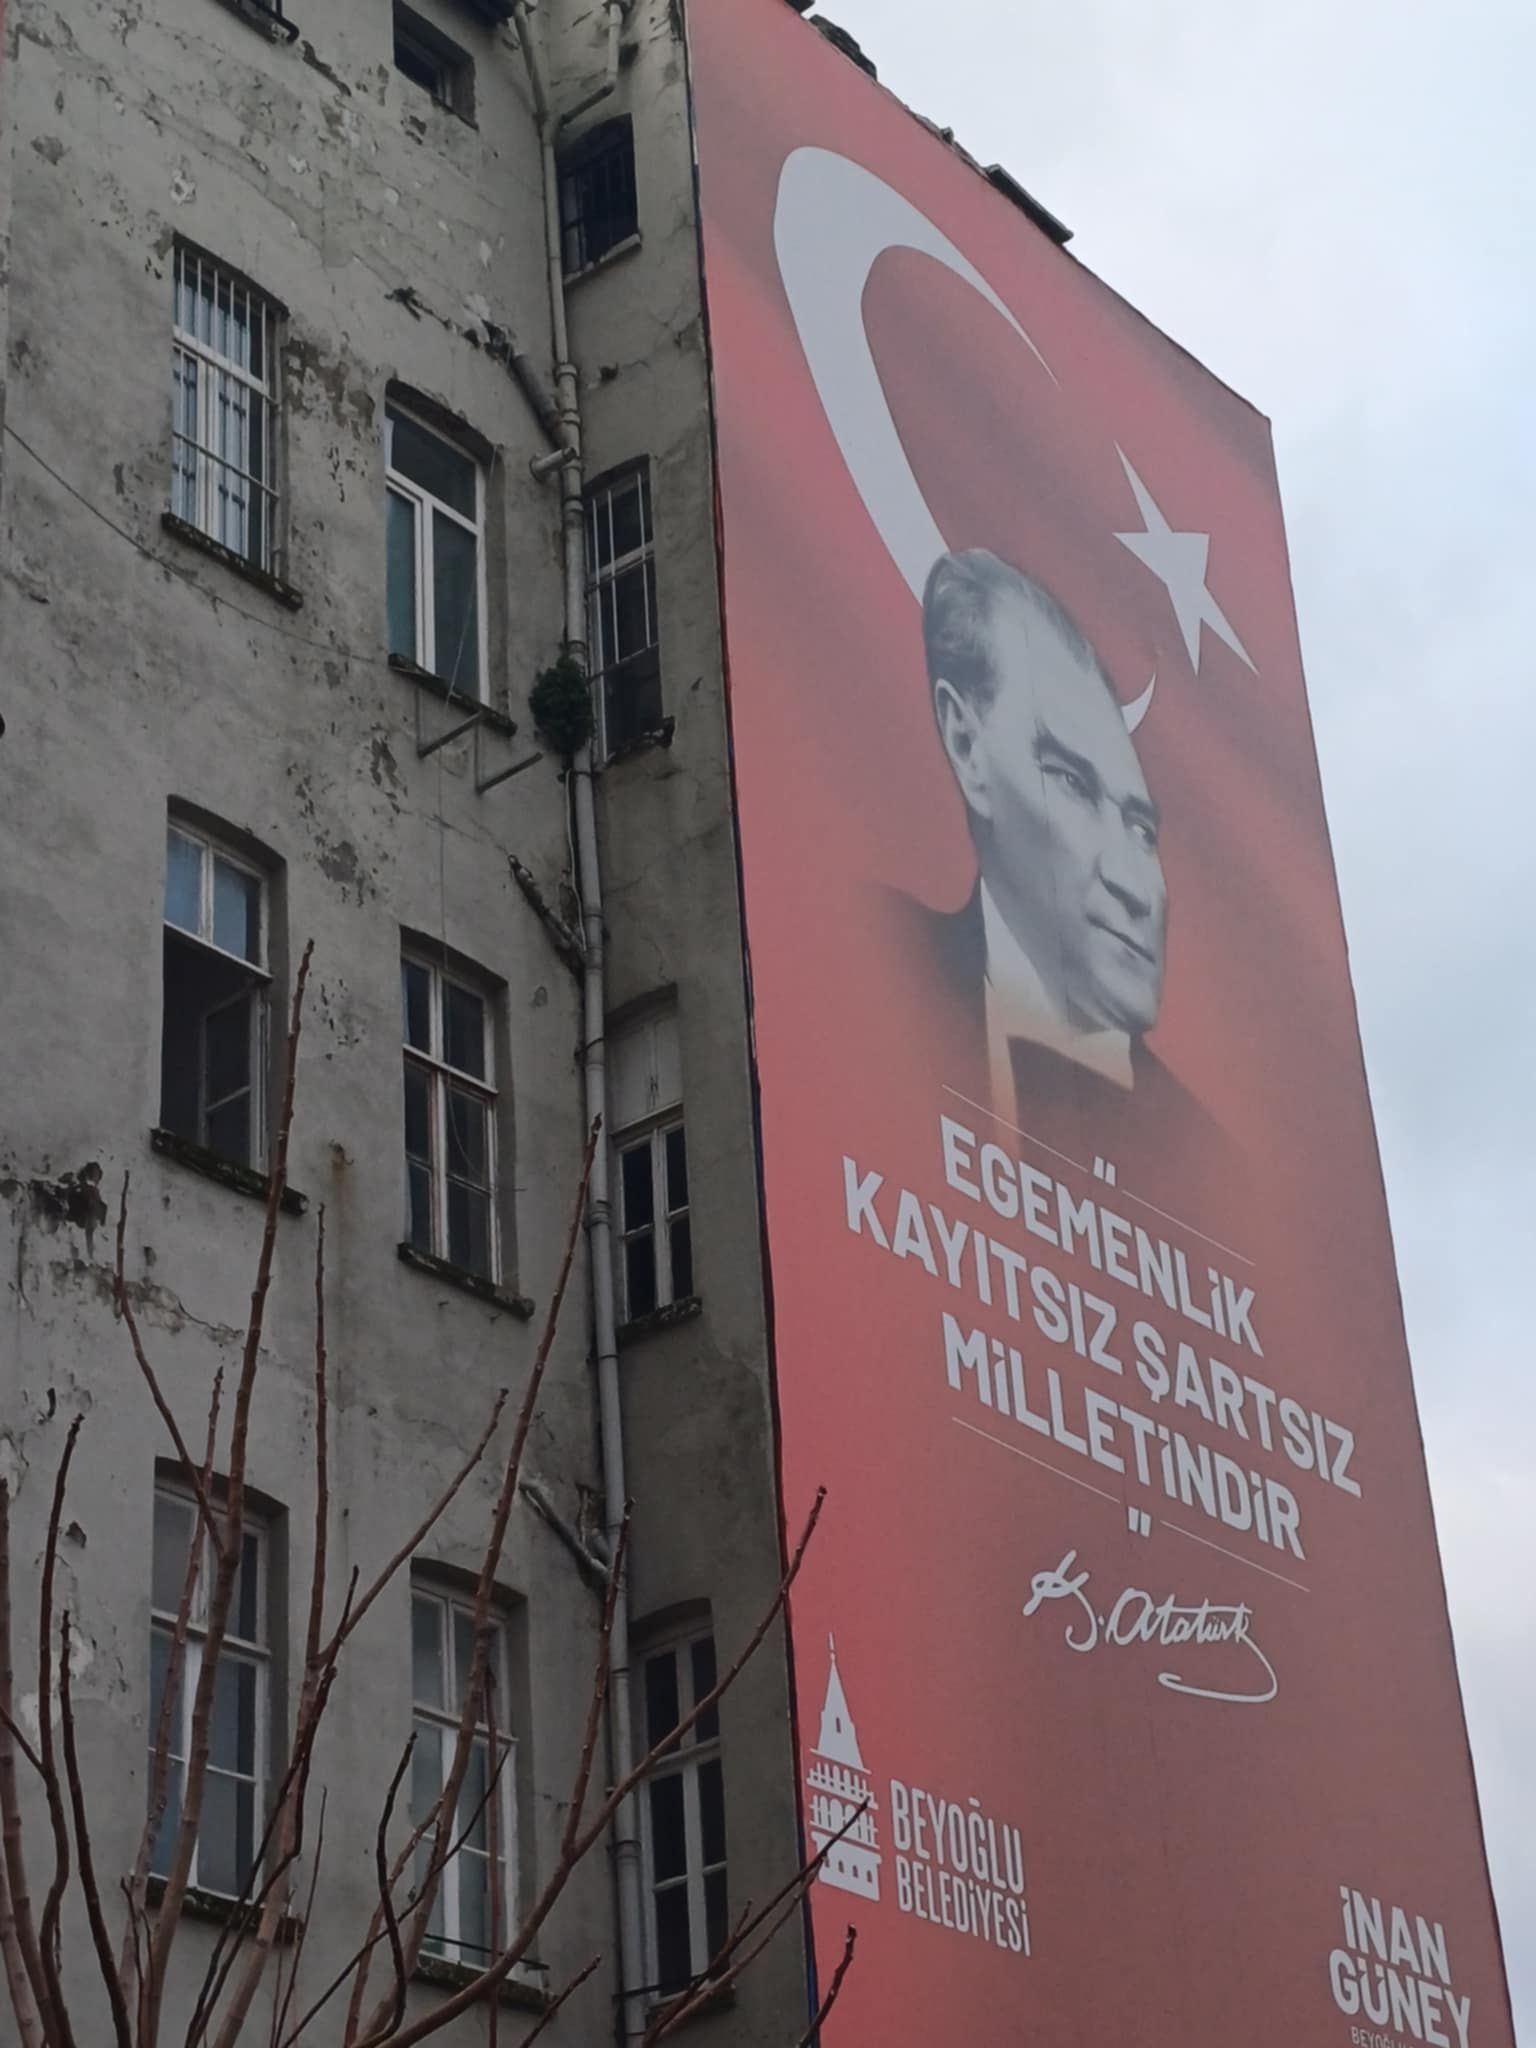 "
EGEMENLİK
KAYITSIZ ŞARTSIZ
MİLLETİNDİR
"
K. Atatürk
BEYOĞLU
BELEDİYESİ
İNAN
GÜNEY